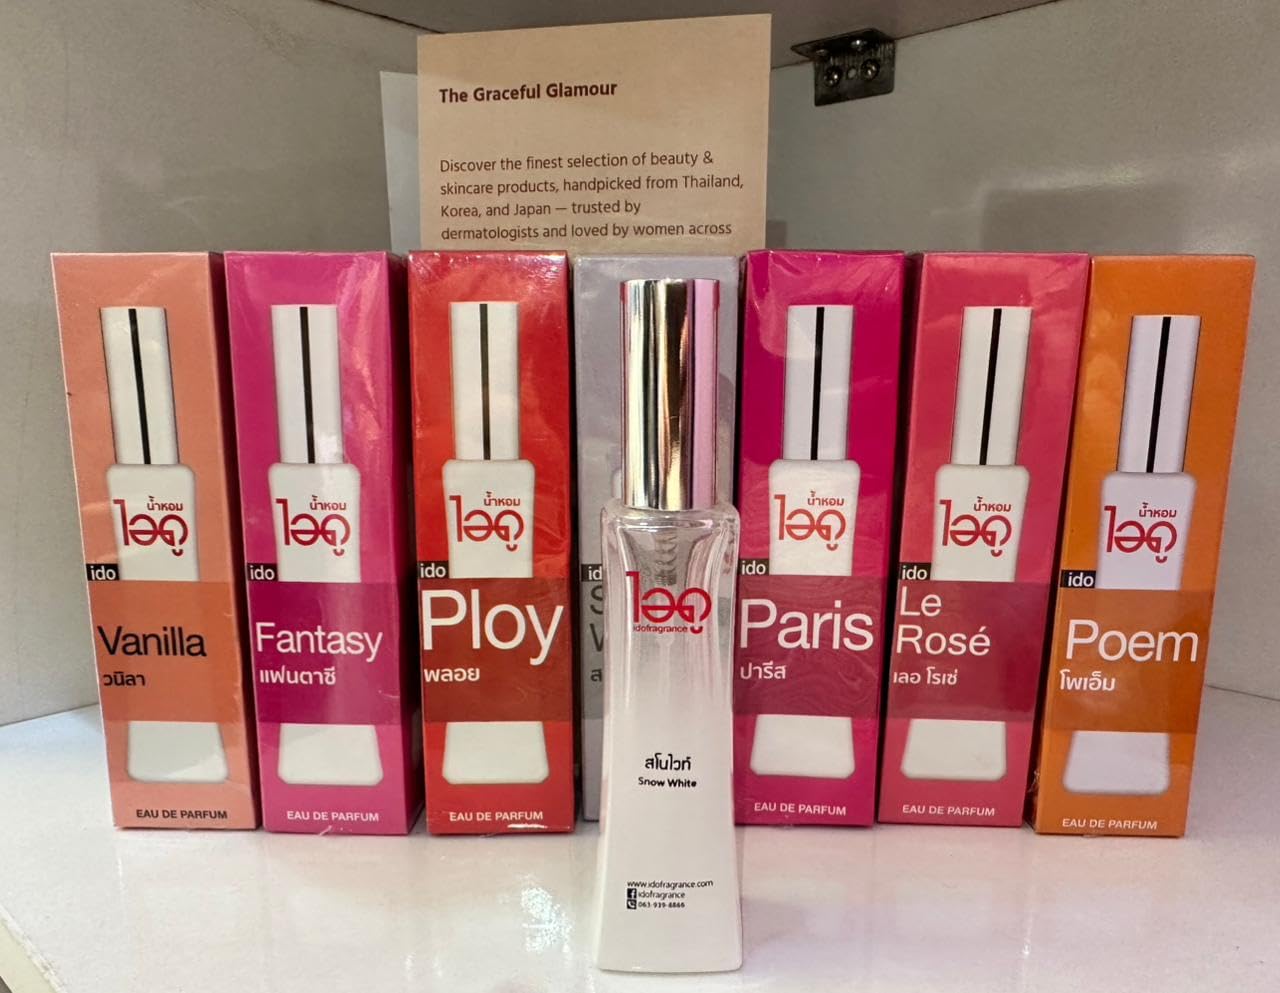 The Graceful Glamour
Discover the finest selection of beauty &
skincare products, handpicked from Thailand,
Korea, and Japan — trusted by
dermatologists and loved by women across
น้ำหอม
ไอดู
ido
Vanilla
วนิลา
EAU DE PARFUM
น้ำหอม
ไอดู
ido
Fantasy
แฟนตาซี
EAU DE PARFUM
น้ำหอม
ไอดู
ido
Ploy
พลอย
EAU DE PARFUM
ไอดู
idofragrance
สโนไวท์
Snow White
www.idofragrance.com
idofragrance
063-939-8866
น้ำหอม
ไอดู
ido
Paris
ปารีส
EAU DE PARFUM
น้ำหอม
ไอดู
ido
Le
Rosé
เลอ โรเซ่
EAU DE PARFUM
น้ำหอม
ไอดู
ido
Poem
โพเอ็ม
EAU DE PARFUM